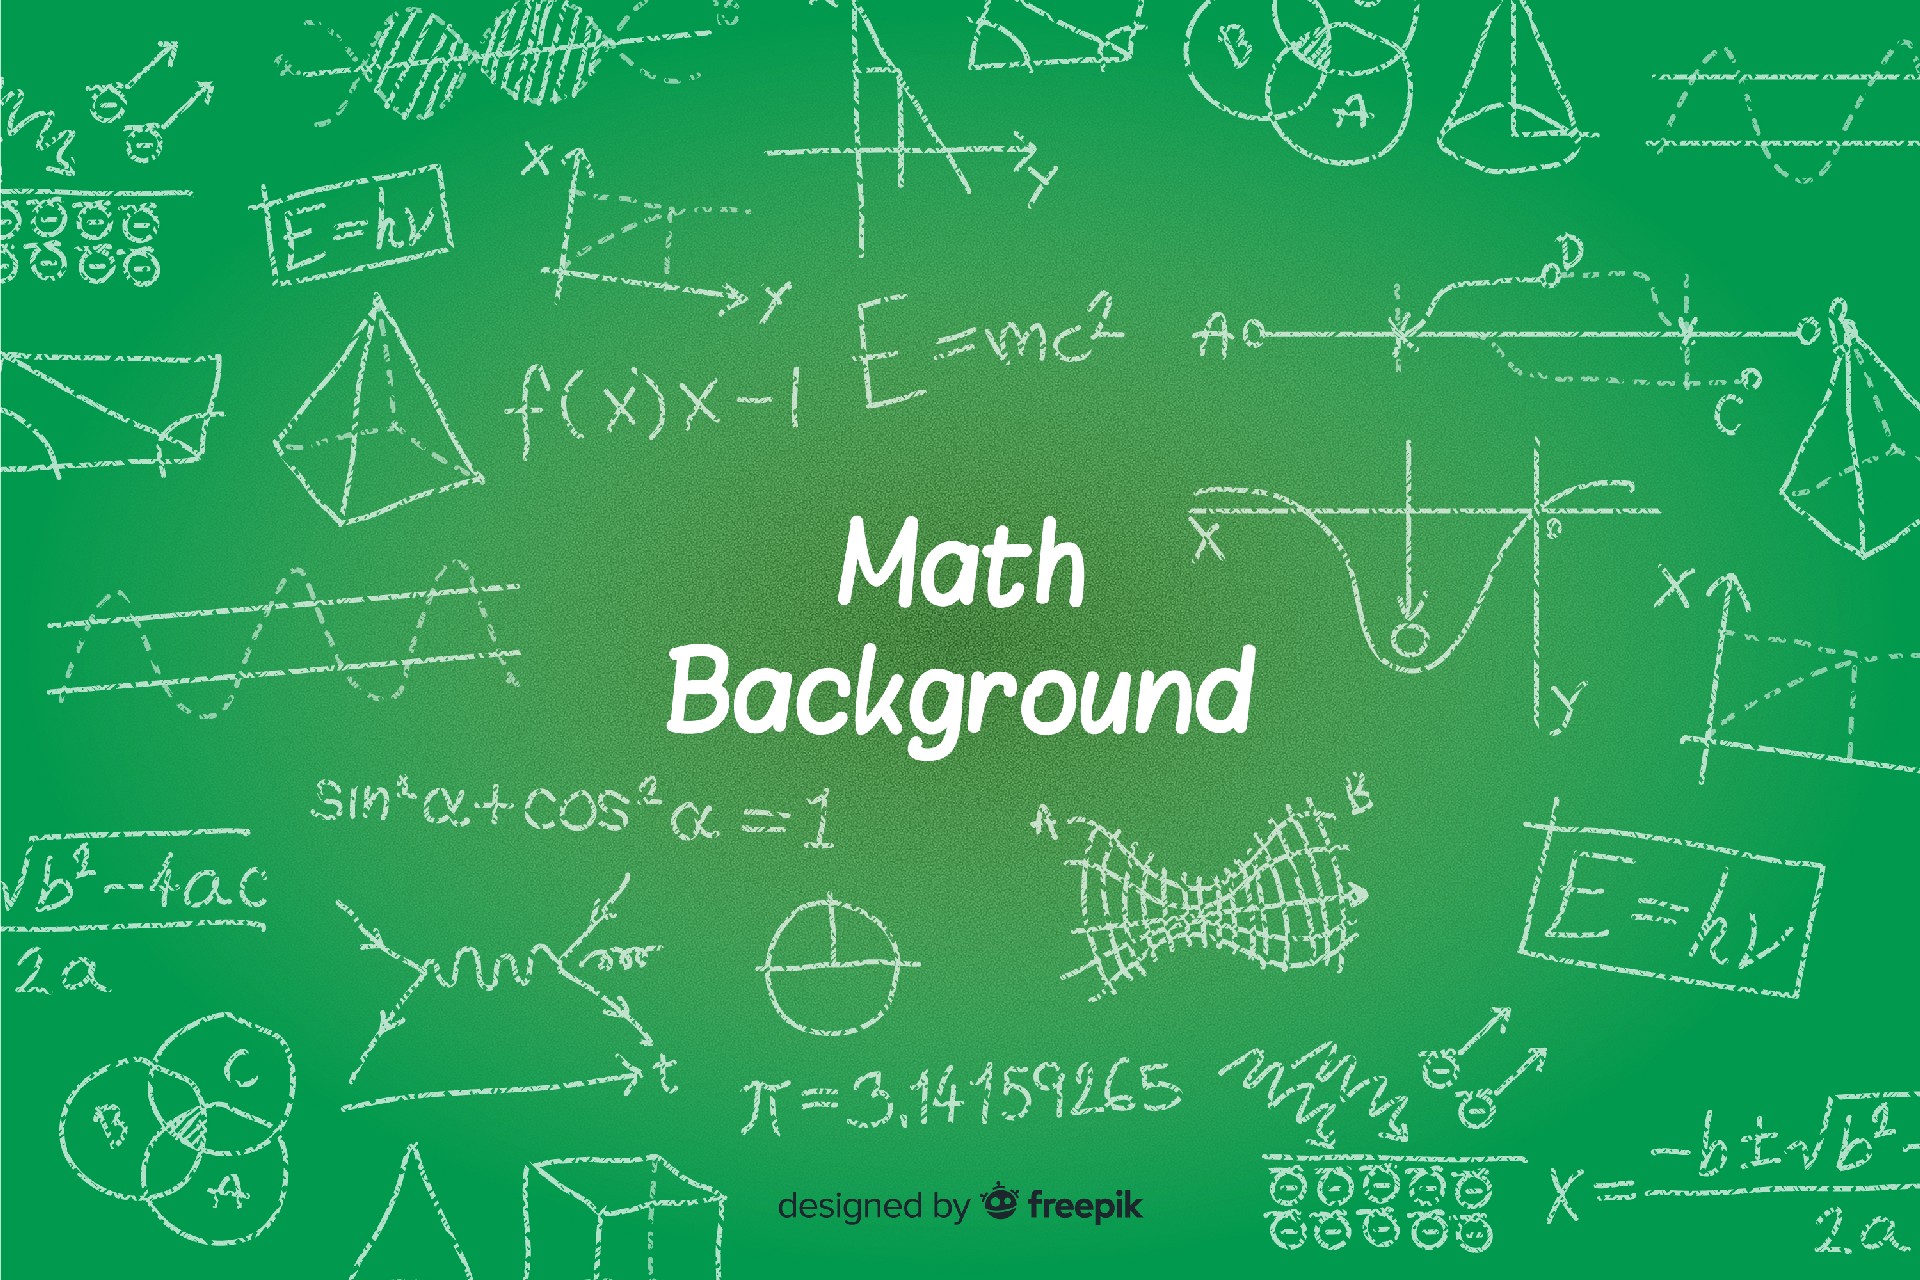 B
A
X
Y
E=hν
X
Y
E=mc²
A
D
B
C
f(x)x-1
Math
Background
X
Y
X
sin²α+cos²α=1
A
B
√b²-4ac
2a
E=hν
C
B
A
t
π=3,14159265
X=-b±√b²-
2a
designed by freepik